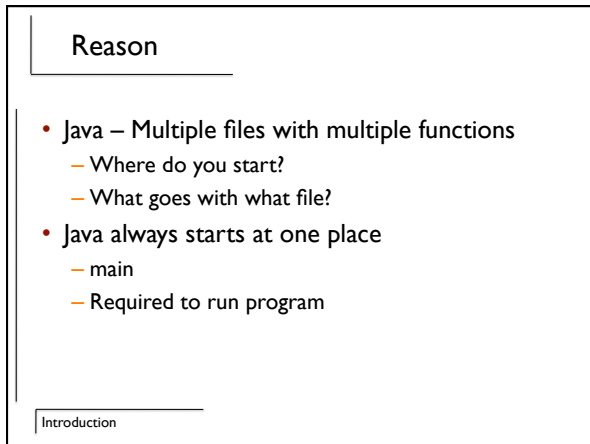 Reason
• Java – Multiple files with multiple functions
– Where do you start?
– What goes with what file?
• Java always starts at one place
– main
– Required to run program
Introduction